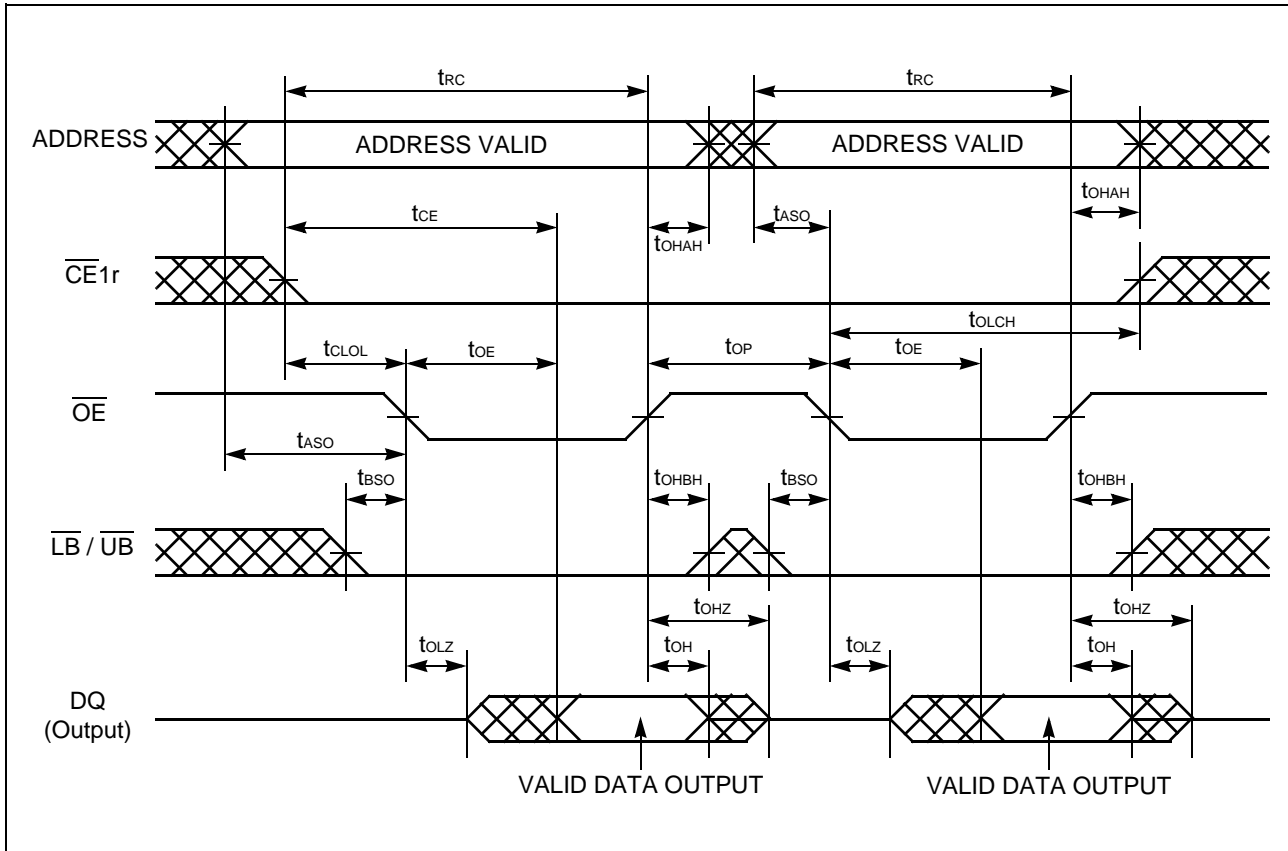 tRC
tRC
ADDRESS
ADDRESS VALID
ADDRESS VALID
tCE
tOHAH
tASO
tOHAH
CE1r
tOLCH
tCLOL
tOE
tOP
tOE
OE
tASO
tBSO
tOHBH
tBSO
tOHBH
LB / UB
tOHZ
tOHZ
tOLZ
tOH
tOLZ
tOH
DQ
(Output)
VALID DATA OUTPUT
VALID DATA OUTPUT